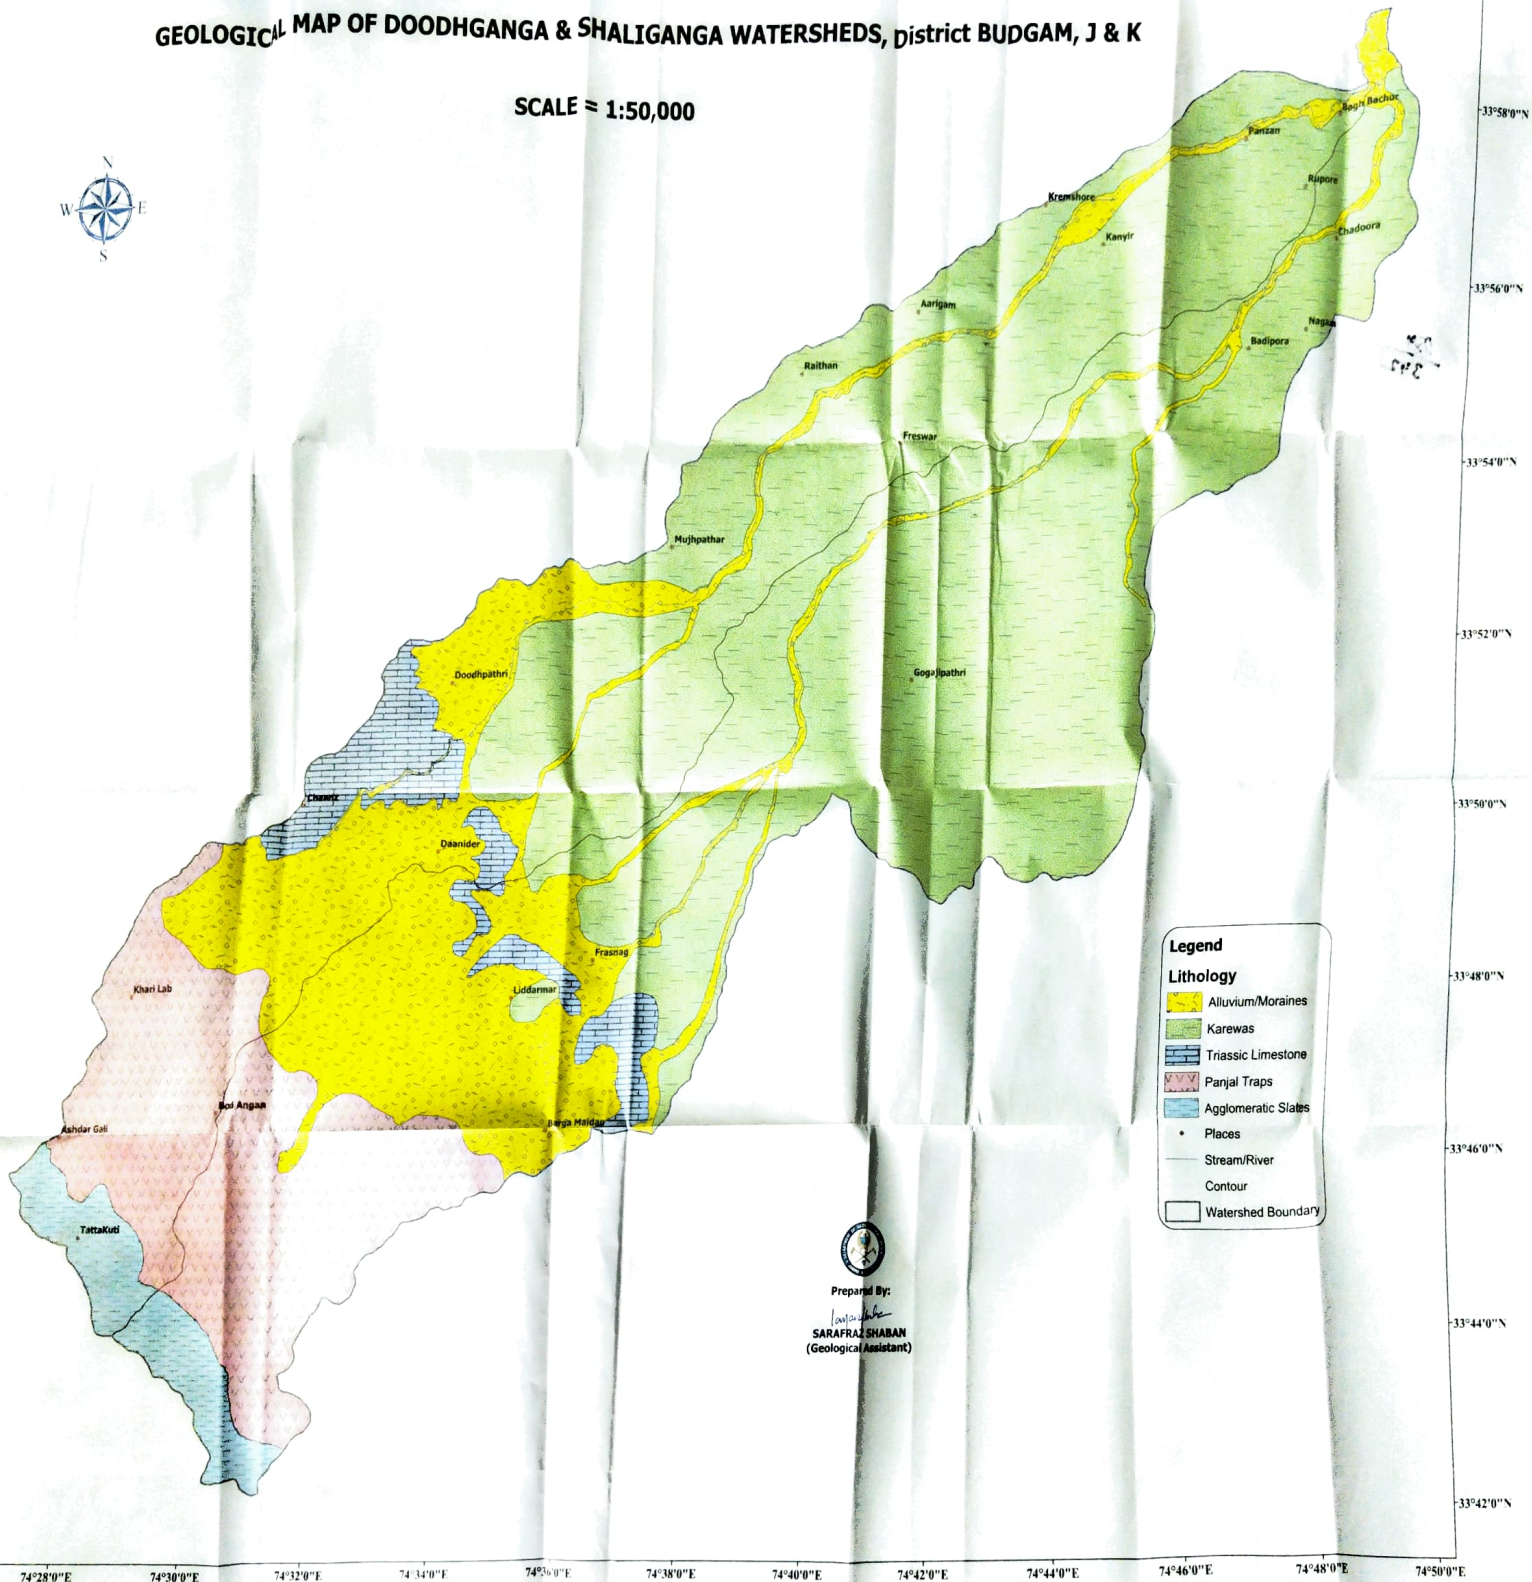 GEOLOGICAL MAP OF DOODHGANGA & SHALIGANGA WATERSHEDS, District BUDGAM, J & K
SCALE = 1:50,000
N
W E
S
Bagh Bachur
33°58'0"N
Panzan
Rupore
Kremshore
Chadoora
Kanyir
33°56'0"N
Aarigam
Nagam
Badipora
Raithan
Freswar
33°54'0"N
Mujhpathar
33°52'0"N
Doodhpathri
Gogajipathri
33°50'0"N
Daanider
Frasnag
33°48'0"N
Khari Lab
Liddarmar
Legend
Lithology
Alluvium/Moraines
Karewas
Triassic Limestone
Panjal Traps
Agglomeratic Slates
Places
Stream/River
Contour
Watershed Boundary
Ashdar Gali
Barga Maidan
33°46'0"N
TattaKuti
Prepared By:
SARAFRAZ SHABAN
(Geological Assistant)
33°44'0"N
33°42'0"N
74°28'0"E 74°30'0"E 74°32'0"E 74°34'0"E 74°36'0"E 74°38'0"E 74°40'0"E 74°42'0"E 74°44'0"E 74°46'0"E 74°48'0"E 74°50'0"E